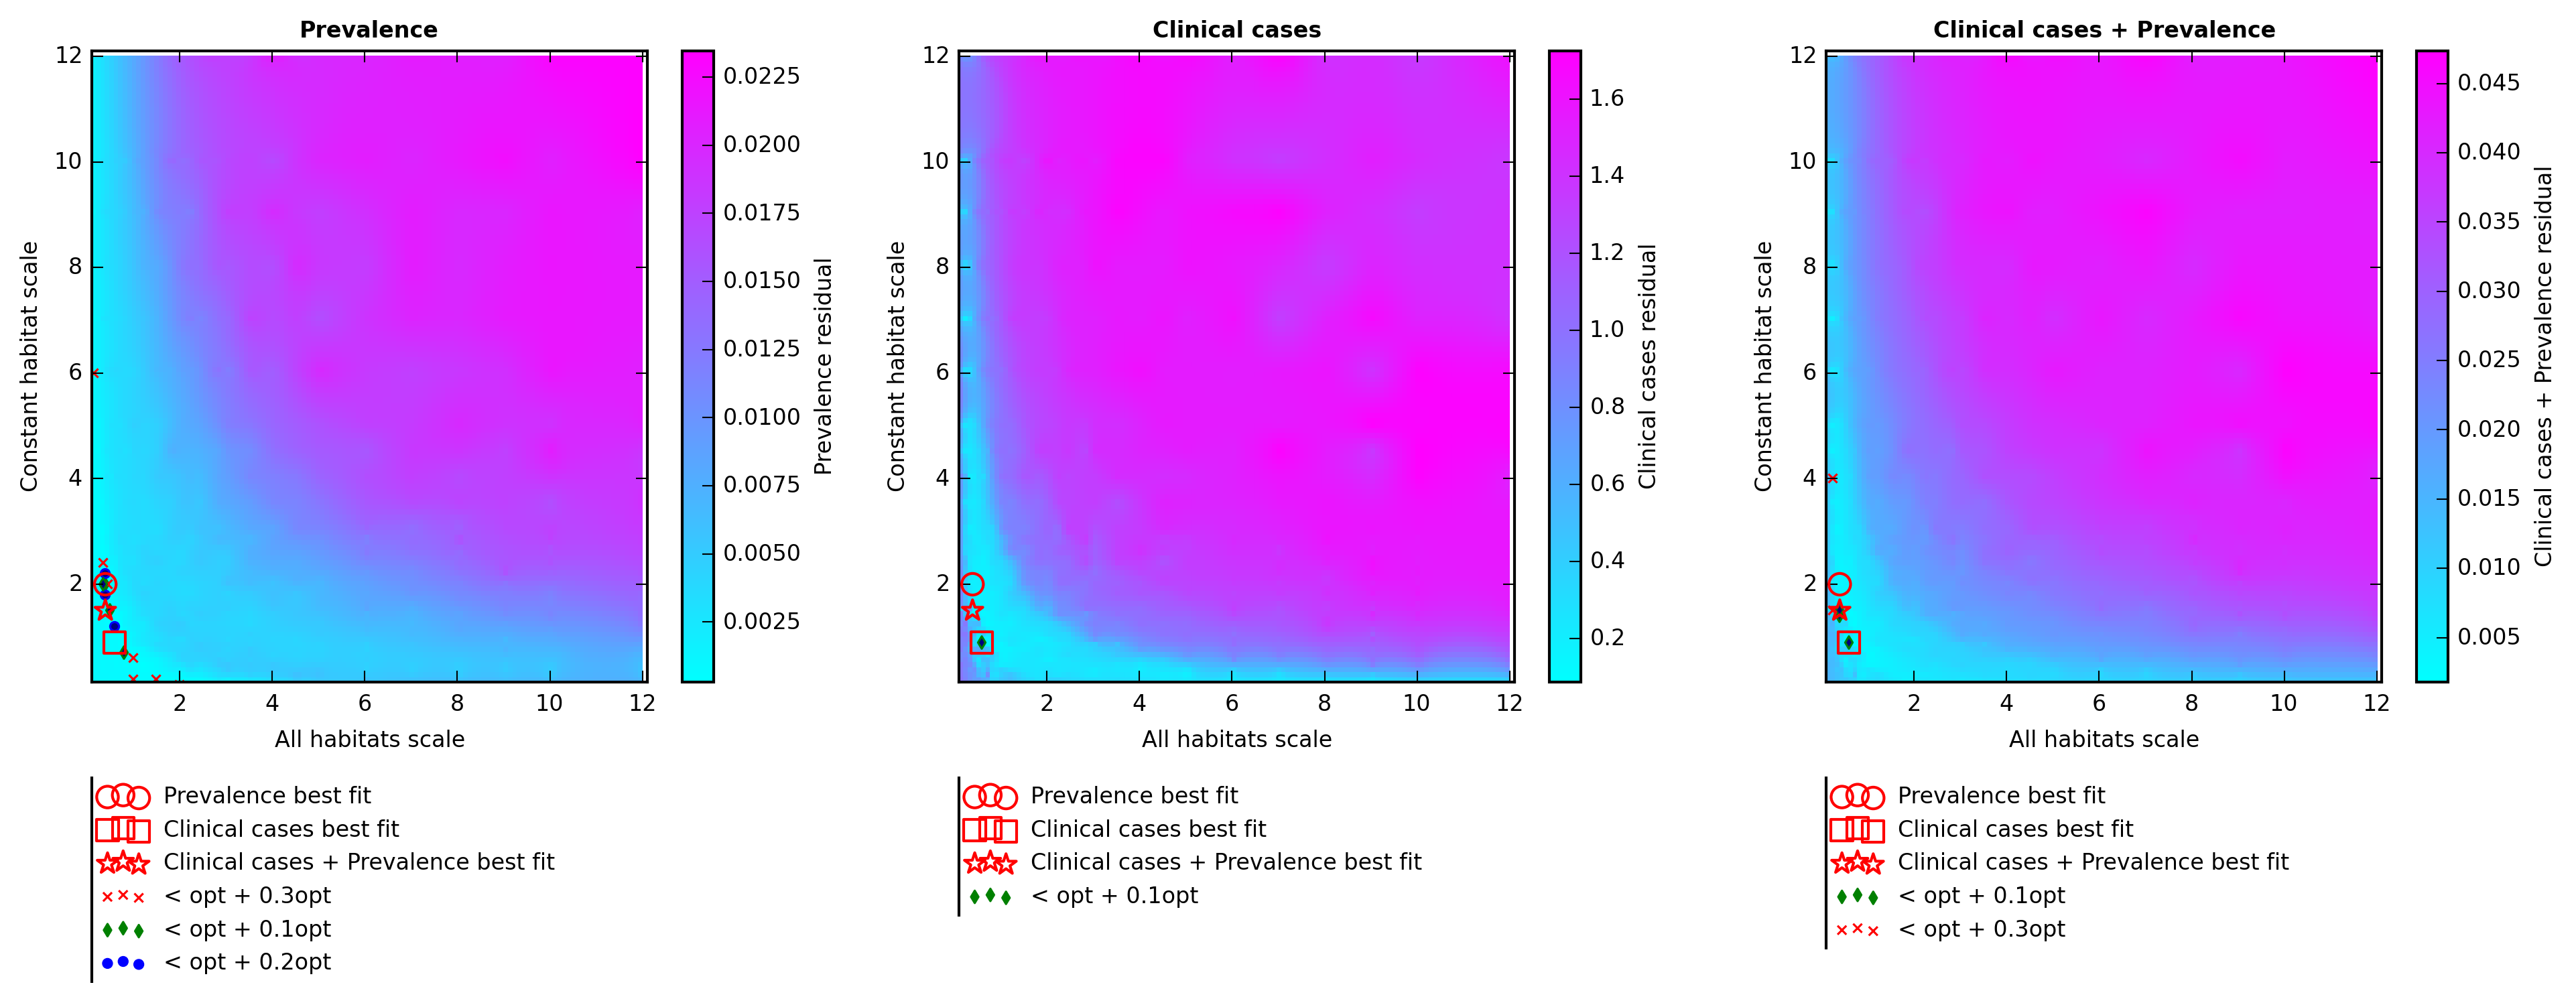 Prevalence
Clinical cases
Clinical cases + Prevalence
12
10
8
6
4
2
Constant habitat scale
2 4 6 8 10 12
All habitats scale
0.0225
0.0200
0.0175
0.0150
0.0125
0.0100
0.0075
0.0050
0.0025
Prevalence residual
12
10
8
6
4
2
Constant habitat scale
2 4 6 8 10 12
All habitats scale
1.6
1.4
1.2
1.0
0.8
0.6
0.4
0.2
Clinical cases residual
12
10
8
6
4
2
Constant habitat scale
2 4 6 8 10 12
All habitats scale
0.045
0.040
0.035
0.030
0.025
0.020
0.015
0.010
0.005
Clinical cases + Prevalence residual
Prevalence best fit
Clinical cases best fit
Clinical cases + Prevalence best fit
< opt + 0.3opt
< opt + 0.1opt
< opt + 0.2opt
Prevalence best fit
Clinical cases best fit
Clinical cases + Prevalence best fit
< opt + 0.1opt
Prevalence best fit
Clinical cases best fit
Clinical cases + Prevalence best fit
< opt + 0.1opt
< opt + 0.3opt